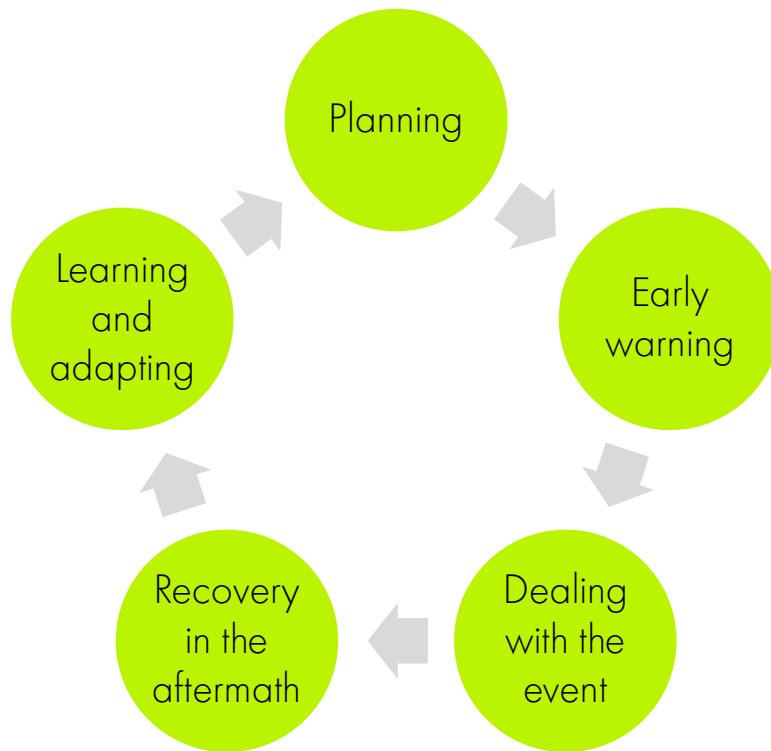 Planning
Early
warning
Dealing
with the
event
Recovery
in the
aftermath
Learning
and
adapting